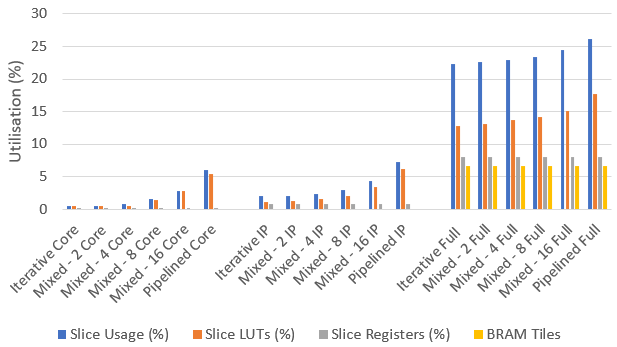 30
25
20
15
10
5
0
Utilisation (%)
Iterative Core
Mixed - 2 Core
Mixed - 4 Core
Mixed - 8 Core
Mixed - 16 Core
Pipelined Core
Iterative IP
Mixed - 2 IP
Mixed - 4 IP
Mixed - 8 IP
Mixed - 16 IP
Pipelined IP
Iterative Full
Mixed - 2 Full
Mixed - 4 Full
Mixed - 8 Full
Mixed - 16 Full
Pipelined Full
Slice Usage (%) Slice LUTs (%) Slice Registers (%) BRAM Tiles